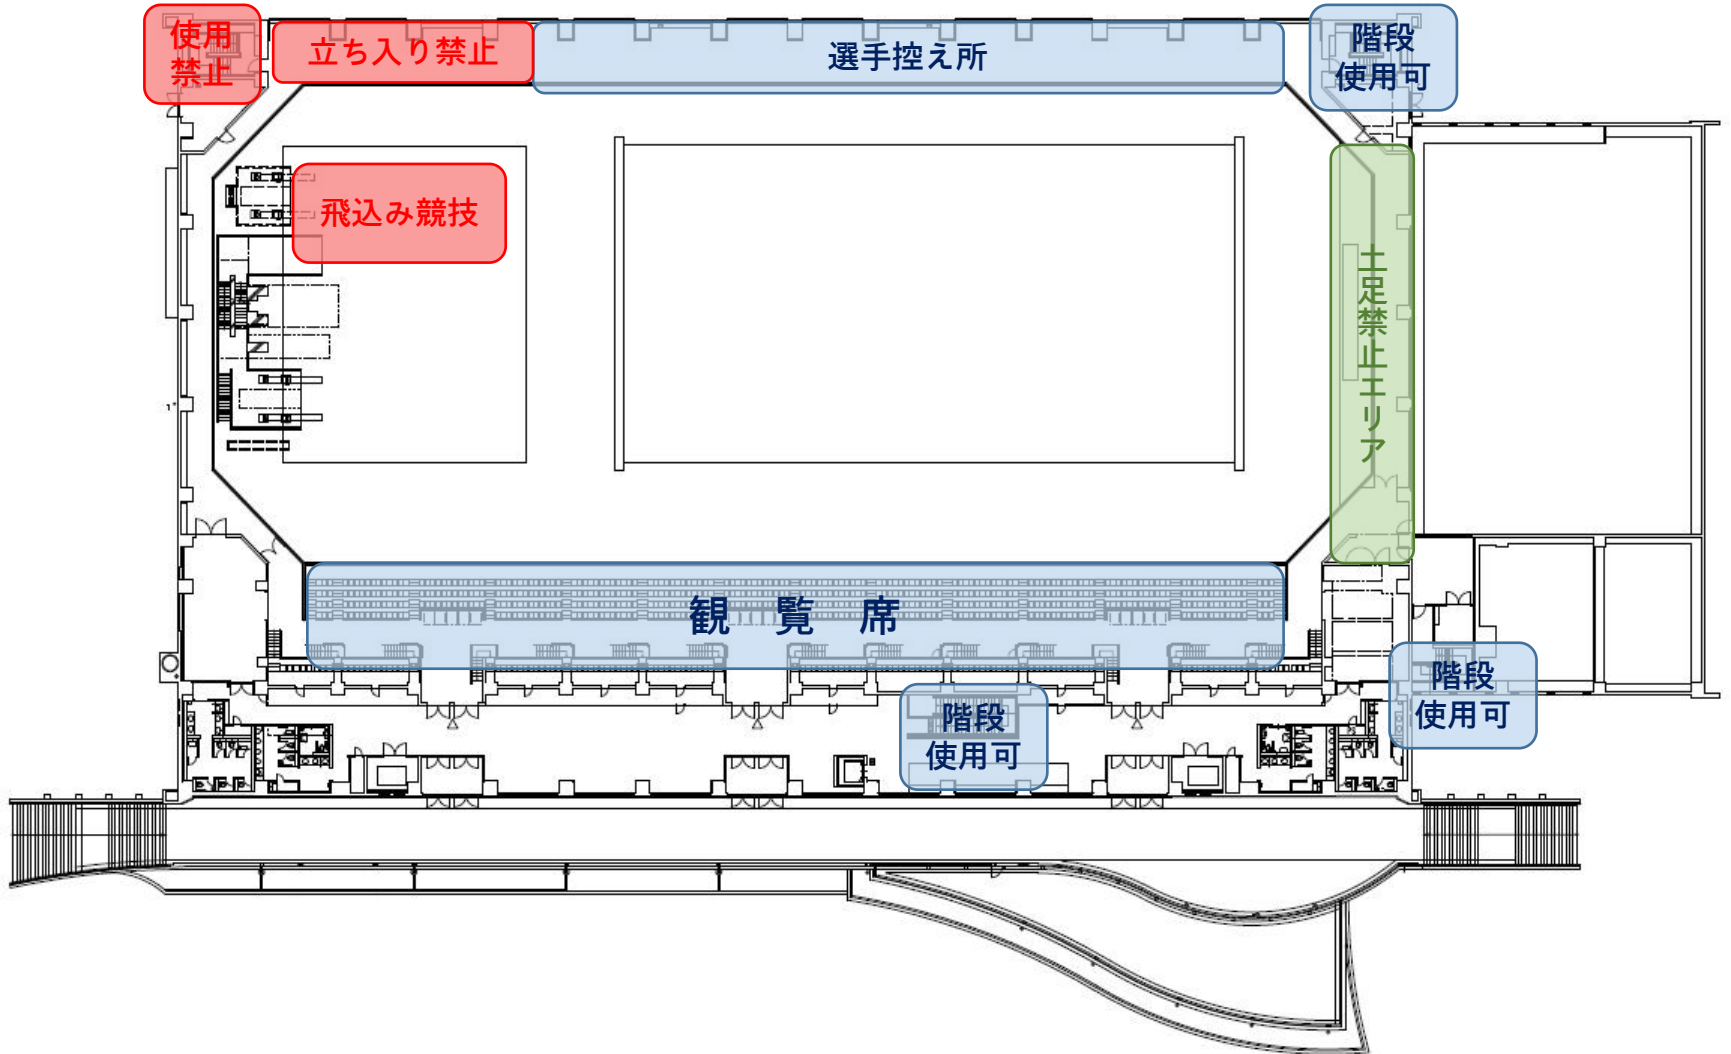 使用
禁止
立ち入り禁止
選手控え所
階段
使用可
飛込み競技
土足禁止エリア
観 覧 席
階段
使用可
階段
使用可